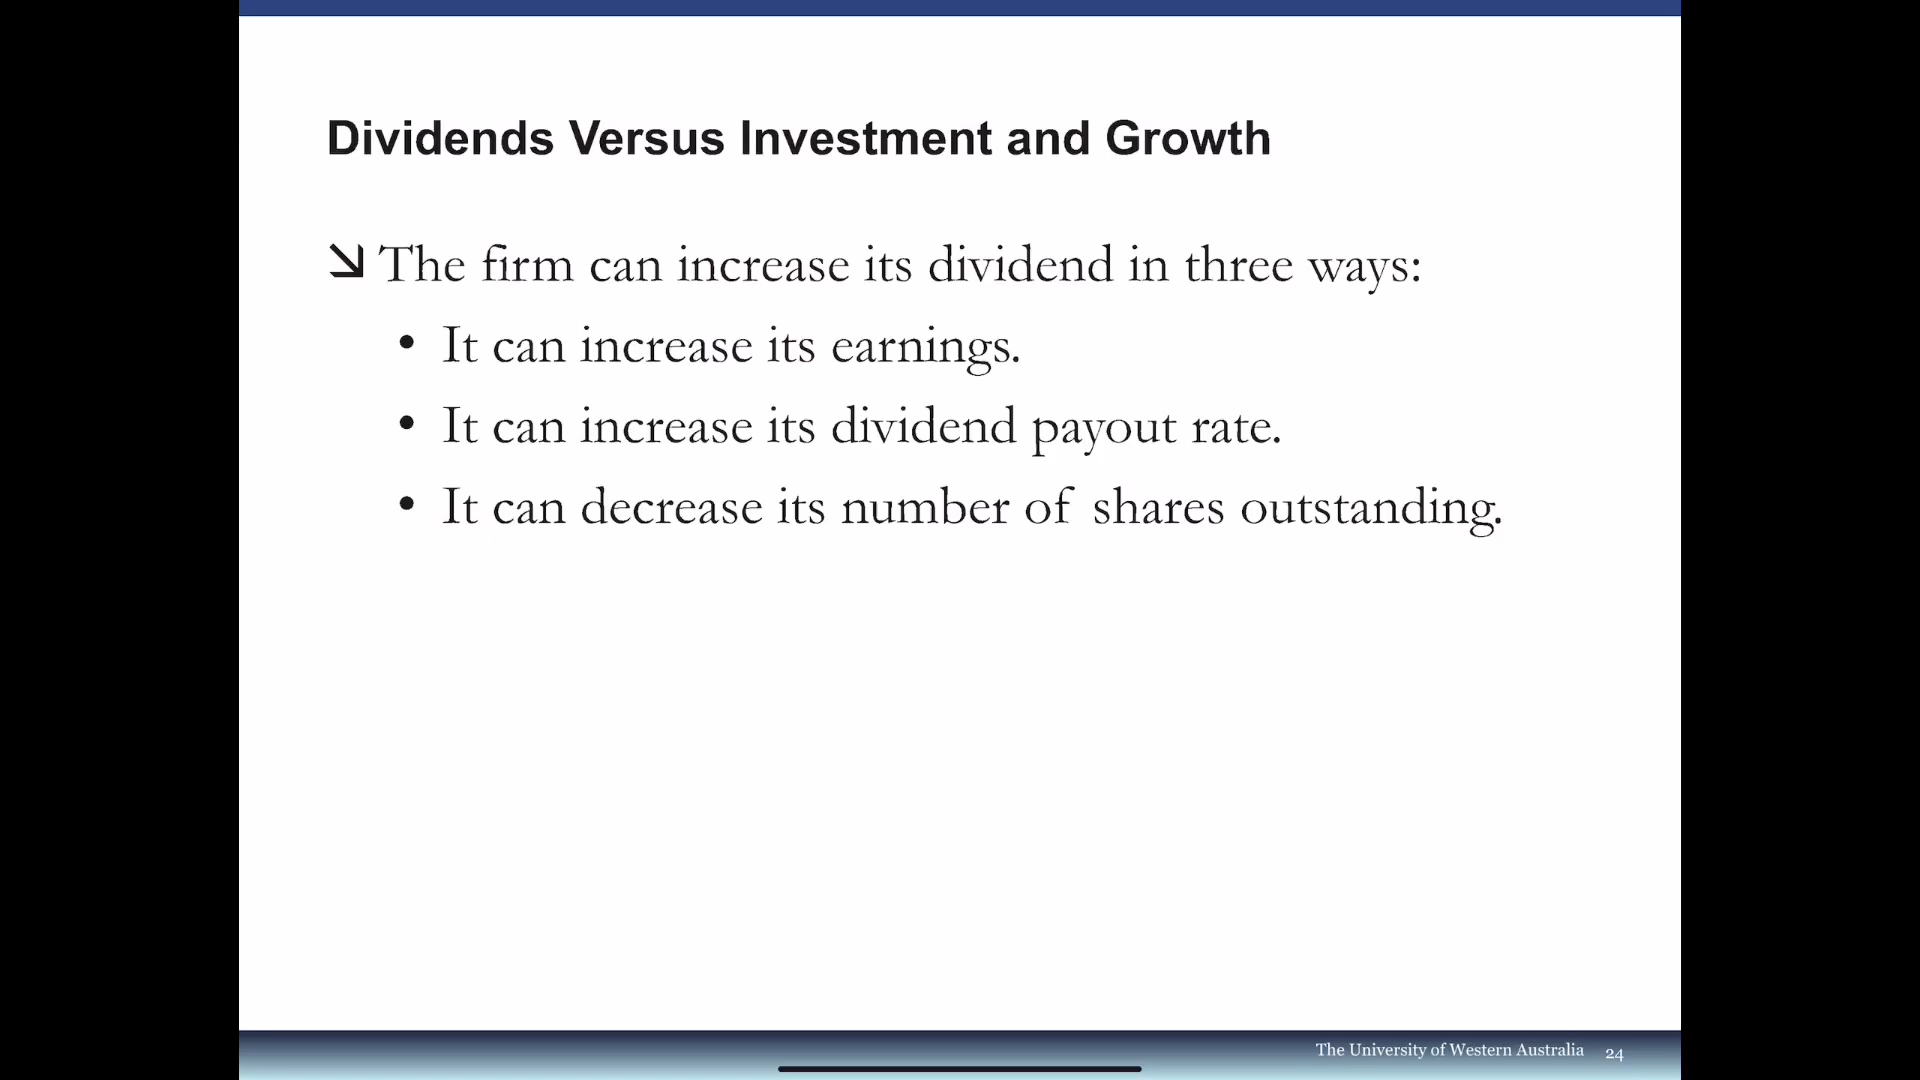 Dividends Versus Investment and Growth
The firm can increase its dividend in three ways:
• It can increase its earnings.
• It can increase its dividend payout rate.
• It can decrease its number of shares outstanding.
The University of Western Australia 24